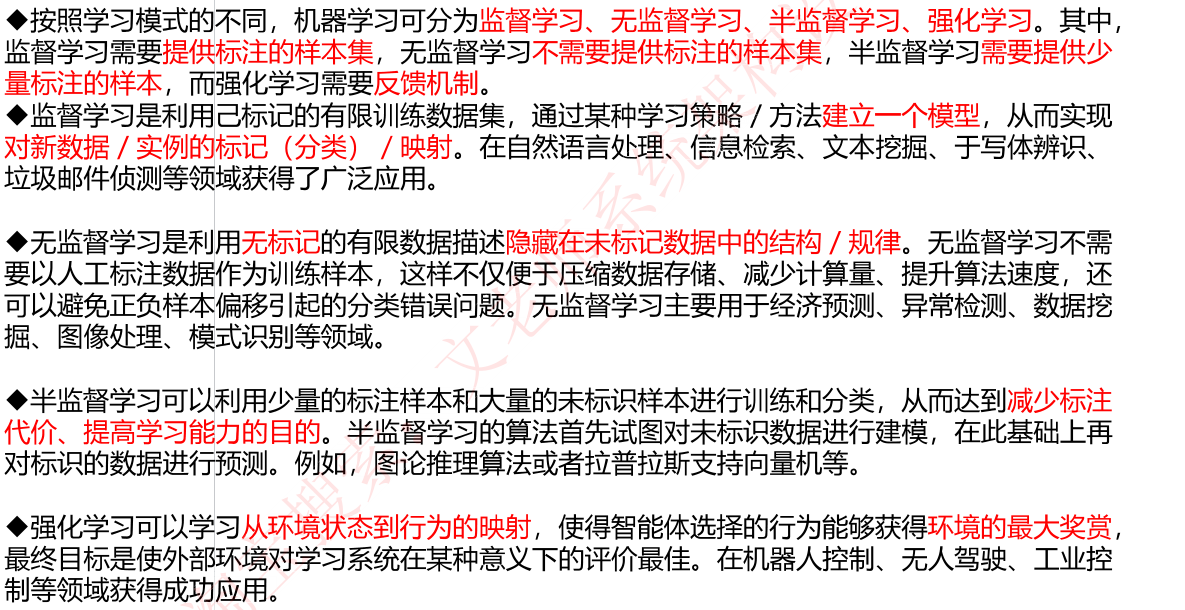 ◆按照学习模式的不同，机器学习可分为监督学习、无监督学习、半监督学习、强化学习。其中，
监督学习需要提供标注的样本集，无监督学习不需要提供标注的样本集，半监督学习需要提供少
量标注的样本，而强化学习需要反馈机制。
◆监督学习是利用己标记的有限训练数据集，通过某种学习策略/方法建立一个模型，从而实现
对新数据/实例的标记（分类）/映射。在自然语言处理、信息检索、文本挖掘、于写体辨识、
垃圾邮件侦测等领域获得了广泛应用。
◆无监督学习是利用无标记的有限数据描述隐藏在未标记数据中的结构/规律。无监督学习不需
要以人工标注数据作为训练样本，这样不仅便于压缩数据存储、减少计算量、提升算法速度，还
可以避免正负样本偏移引起的分类错误问题。无监督学习主要用于经济预测、异常检测、数据挖
掘、图像处理、模式识别等领域。
◆半监督学习可以利用少量的标注样本和大量的未标识样本进行训练和分类，从而达到减少标注
代价、提高学习能力的目的。半监督学习的算法首先试图对未标识数据进行建模，在此基础上再
对标识的数据进行预测。例如，图论推理算法或者拉普拉斯支持向量机等。
◆强化学习可以学习从环境状态到行为的映射，使得智能体选择的行为能够获得环境的最大奖赏，
最终目标是使外部环境对学习系统在某种意义下的评价最佳。在机器人控制、无人驾驶、工业控
制等领域获得成功应用。